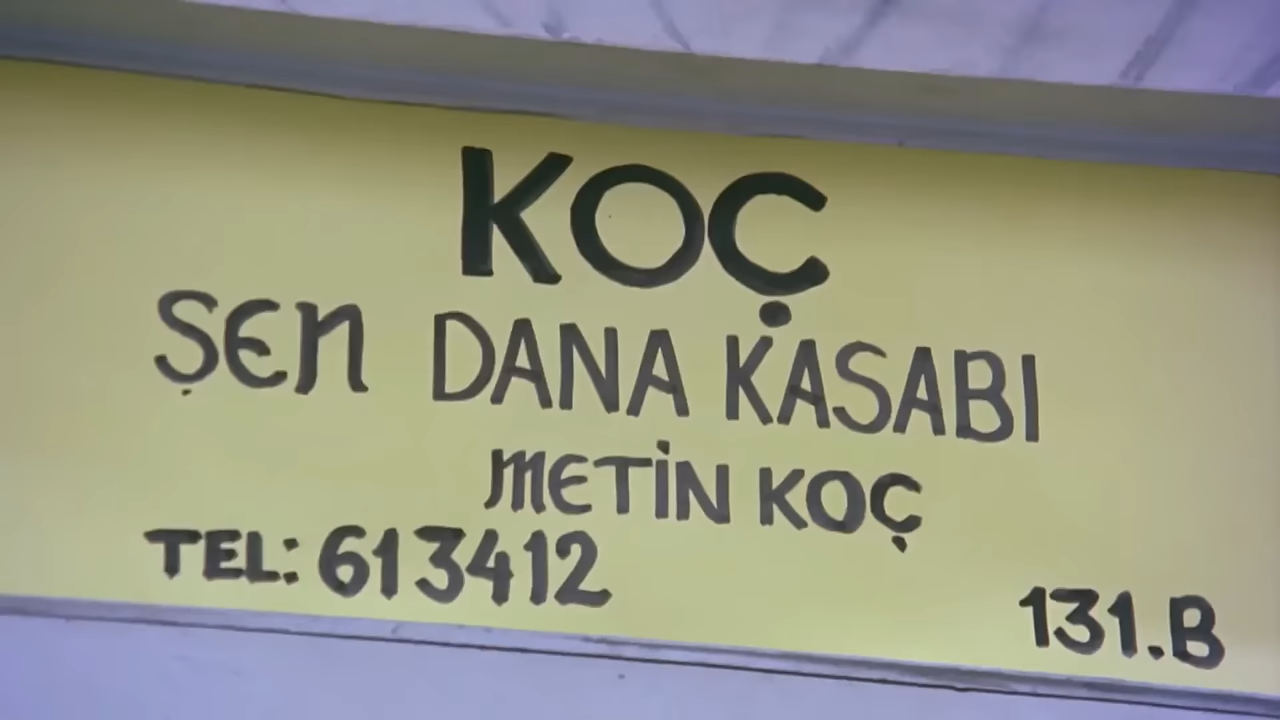 KOÇ
ŞEN DANA KASABI
METİN KOÇ
TEL: 613412
131.B